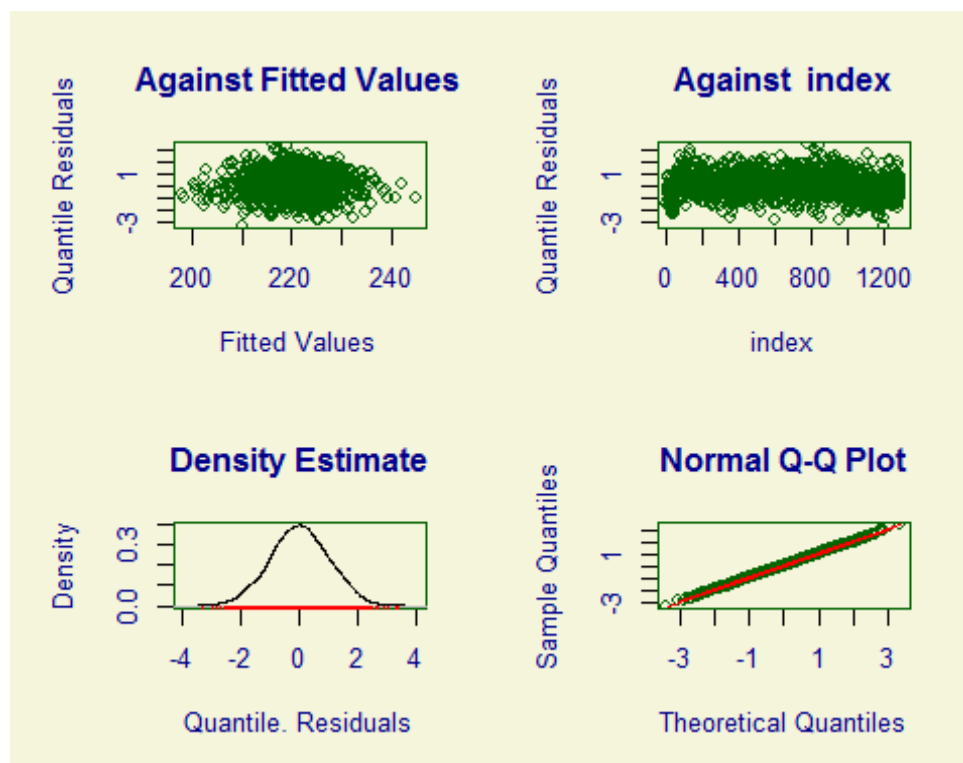 Against Fitted Values
Quantile Residuals
1
-3
200 220 240
Fitted Values
Against index
Quantile Residuals
1
-3
0 400 800 1200
index
Density Estimate
Density
0.3
0.0
-4 -2 0 2 4
Quantile. Residuals
Normal Q-Q Plot
Sample Quantiles
1
-3
-3 -1 1 3
Theoretical Quantiles